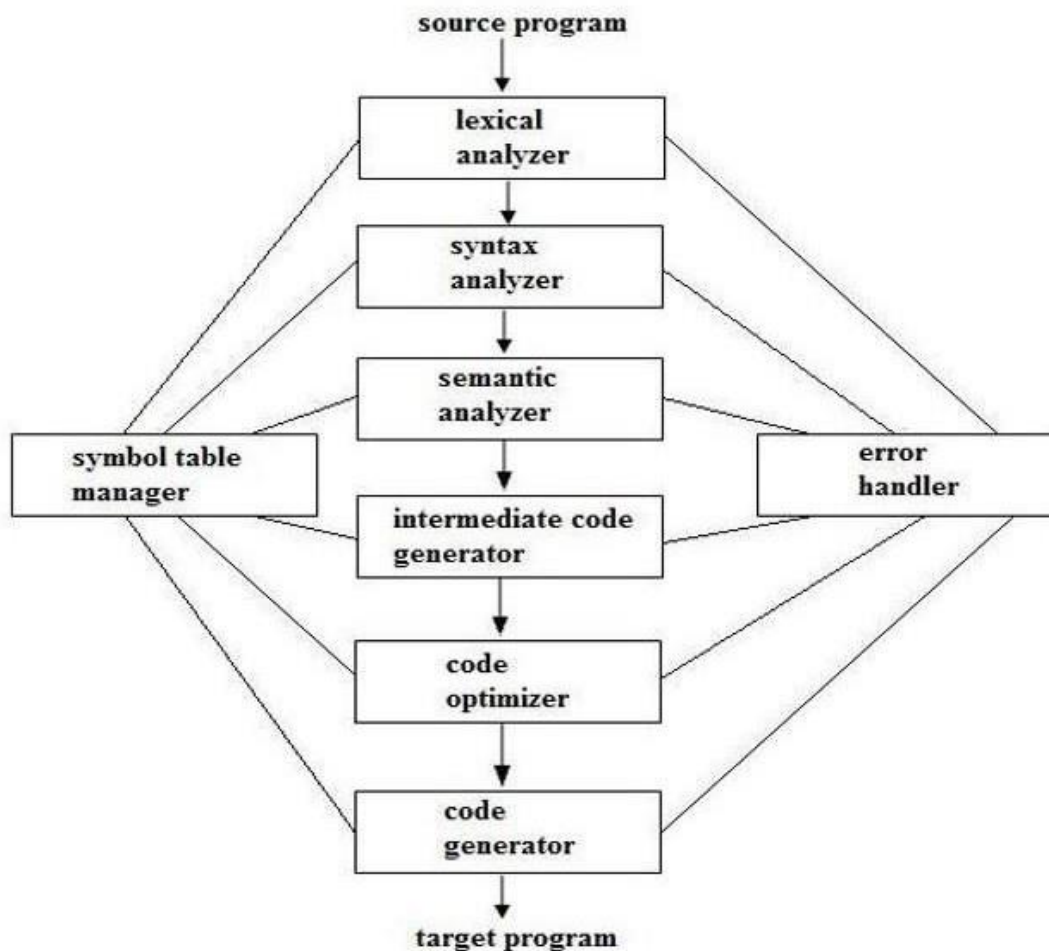 source program
lexical
analyzer
syntax
analyzer
semantic
analyzer
symbol table
manager
error
handler
intermediate code
generator
code
optimizer
code
generator
target program